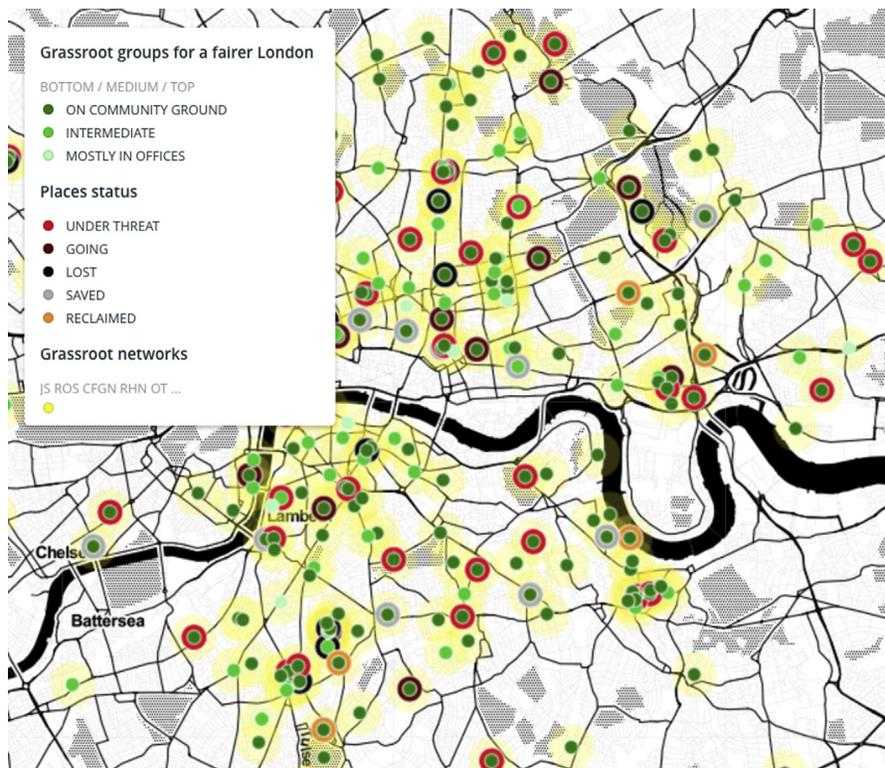 Grassroot groups for a fairer London
BOTTOM / MEDIUM / TOP
ON COMMUNITY GROUND
INTERMEDIATE
MOSTLY IN OFFICES
Places status
UNDER THREAT
GOING
LOST
SAVED
RECLAIMED
Grassroot networks
JS ROS CFGN RHN OT ...
Battersea